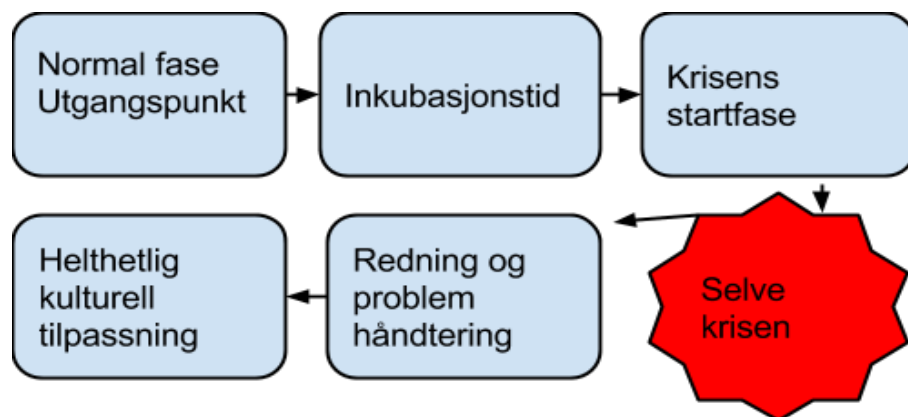 Normal fase
Utgangspunkt
Inkubasjonstid
Krisens
startfase
Selve
krisen
Redning og
problem
håndtering
Helthetlig
kulturell
tilpassning